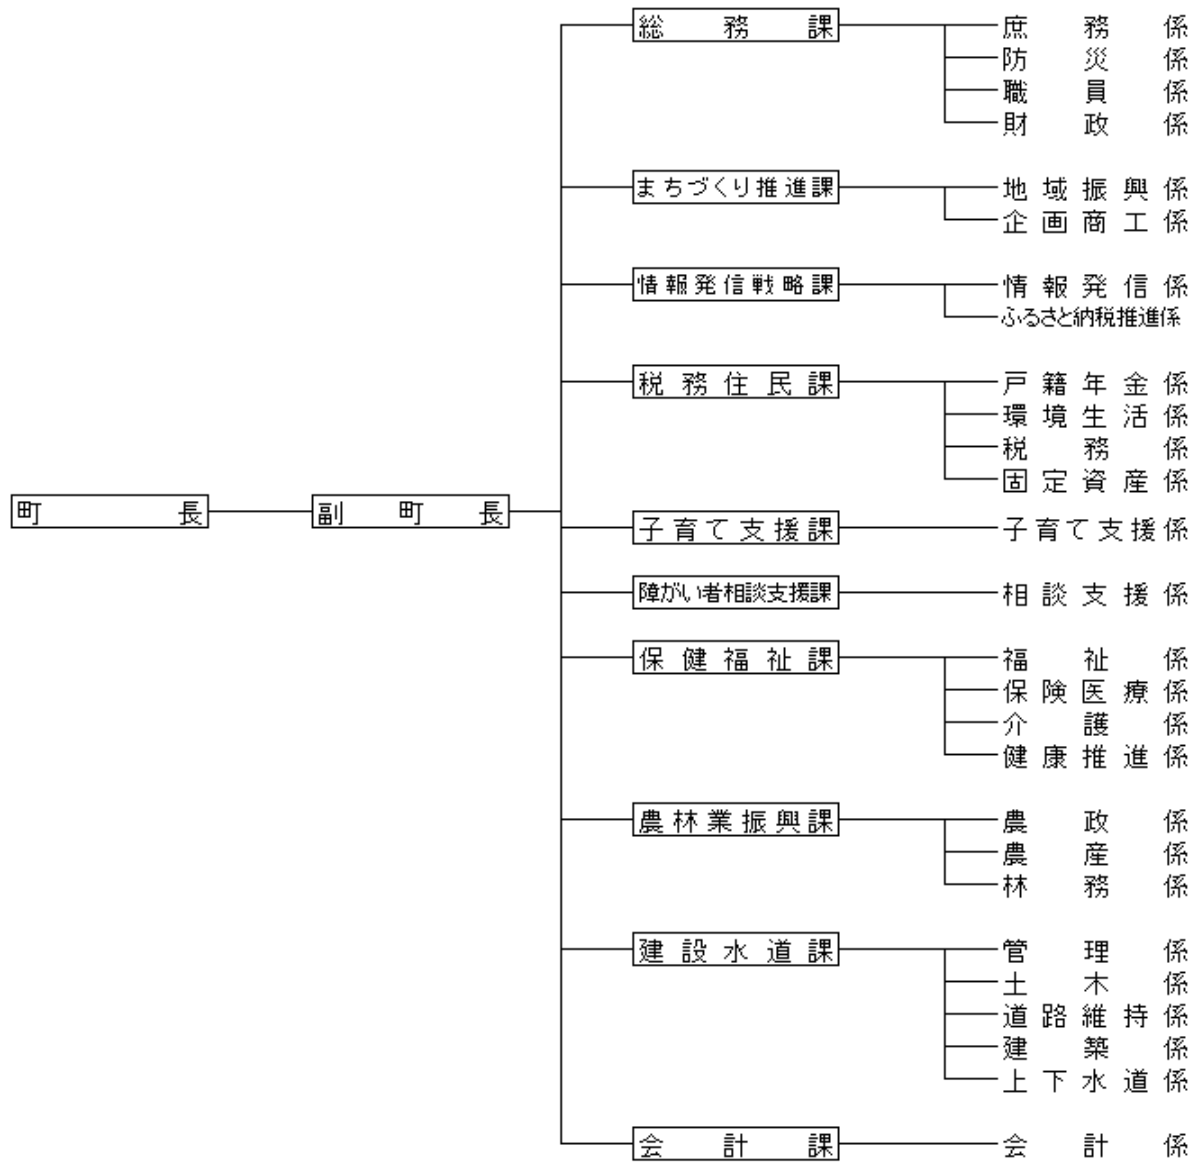 町長
副町長
総務課
庶務係
防災係
職員係
財政係
まちづくり推進課
地域振興係
企画商工係
情報発信戦略課
情報発信係
ふるさと納税推進係
税務住民課
戸籍年金係
環境生活係
税務係
固定資産係
子育て支援課
子育て支援係
障がい者相談支援課
相談支援係
保健福祉課
福祉係
保険医療係
介護係
健康推進係
農林業振興課
農政係
農産係
林務係
建設水道課
管理係
土木係
道路維持係
建築係
上下水道係
会計課
会計係